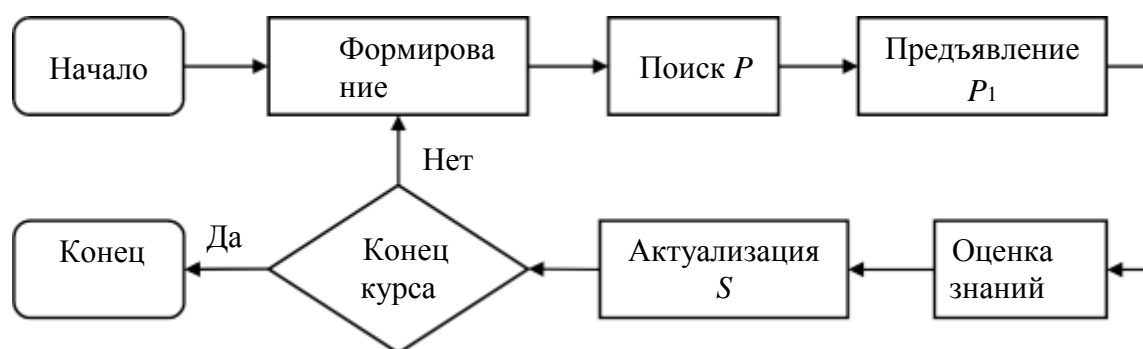 Начало
Формирова
ние
Поиск P
Предъявление
P1
Нет
Конец
Да
Конец
курса
Актуализация
S
Оценка
знаний